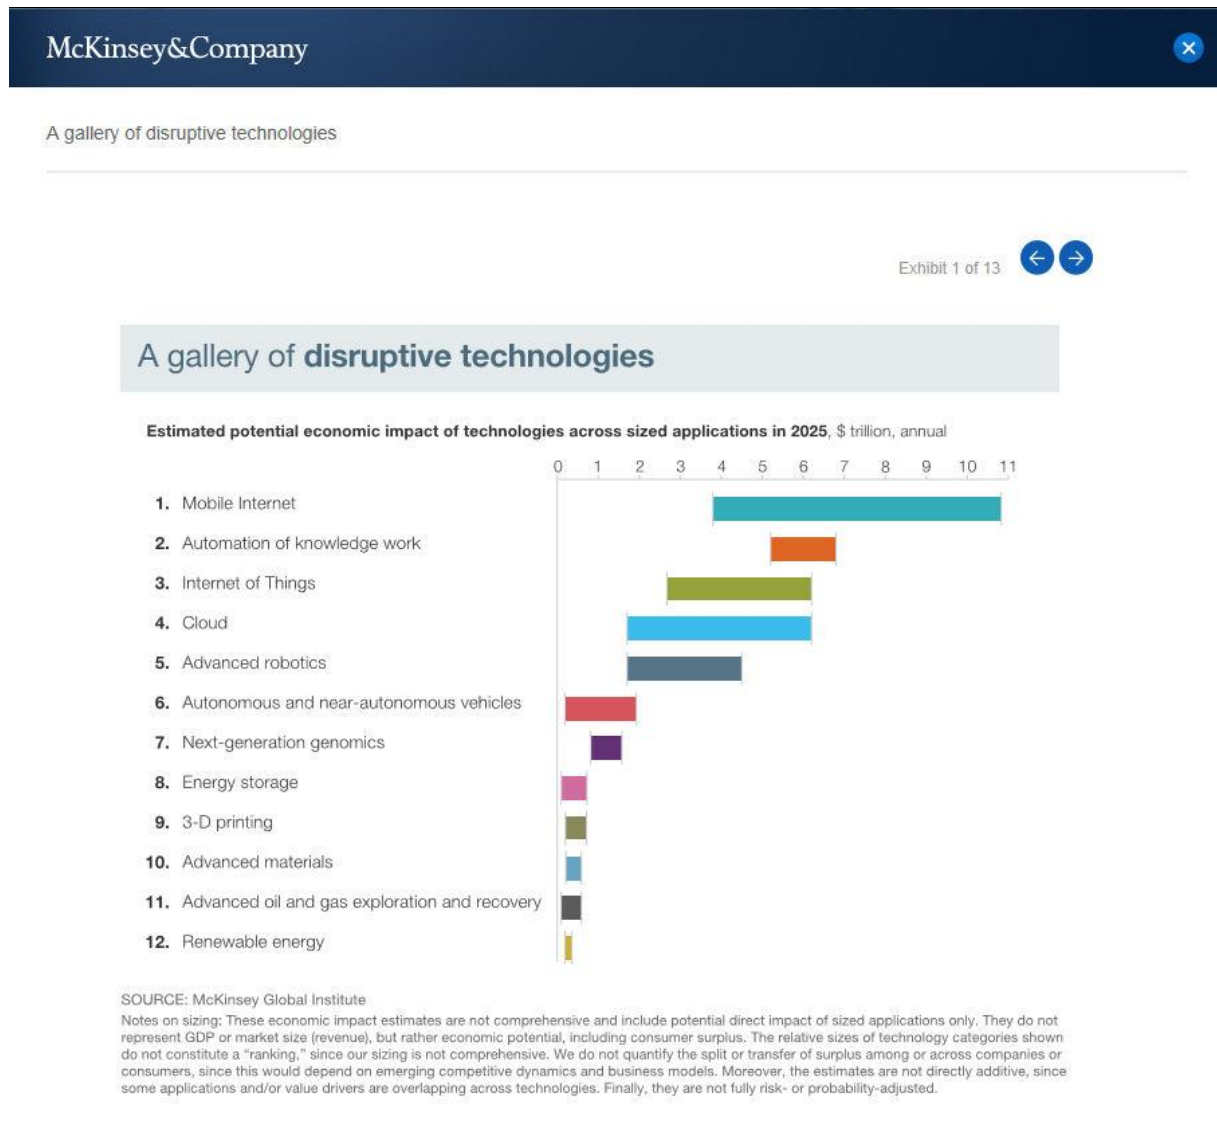 McKinsey&Company
A gallery of disruptive technologies
Exhibit 1 of 13
A gallery of disruptive technologies
Estimated potential economic impact of technologies across sized applications in 2025, $ trillion, annual
0 1 2 3 4 5 6 7 8 9 10 11
1. Mobile Internet
2. Automation of knowledge work
3. Internet of Things
4. Cloud
5. Advanced robotics
6. Autonomous and near-autonomous vehicles
7. Next-generation genomics
8. Energy storage
9. 3-D printing
10. Advanced materials
11. Advanced oil and gas exploration and recovery
12. Renewable energy
SOURCE: McKinsey Global Institute
Notes on sizing: These economic impact estimates are not comprehensive and include potential direct impact of sized applications only. They do not
represent GDP or market size (revenue), but rather economic potential, including consumer surplus. The relative sizes of technology categories shown
do not constitute a “ranking,” since our sizing is not comprehensive. We do not quantify the split or transfer of surplus among or across companies or
consumers, since this would depend on emerging competitive dynamics and business models. Moreover, the estimates are not directly additive, since
some applications and/or value drivers are overlapping across technologies. Finally, they are not fully risk- or probability-adjusted.